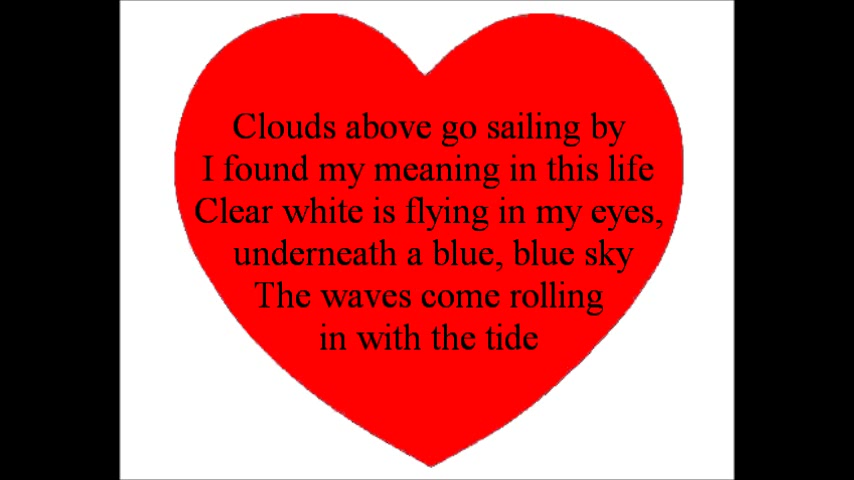 Clouds above go sailing by
I found my meaning in this life
Clear white is flying in my eyes,
underneath a blue, blue sky
The waves come rolling
in with the tide